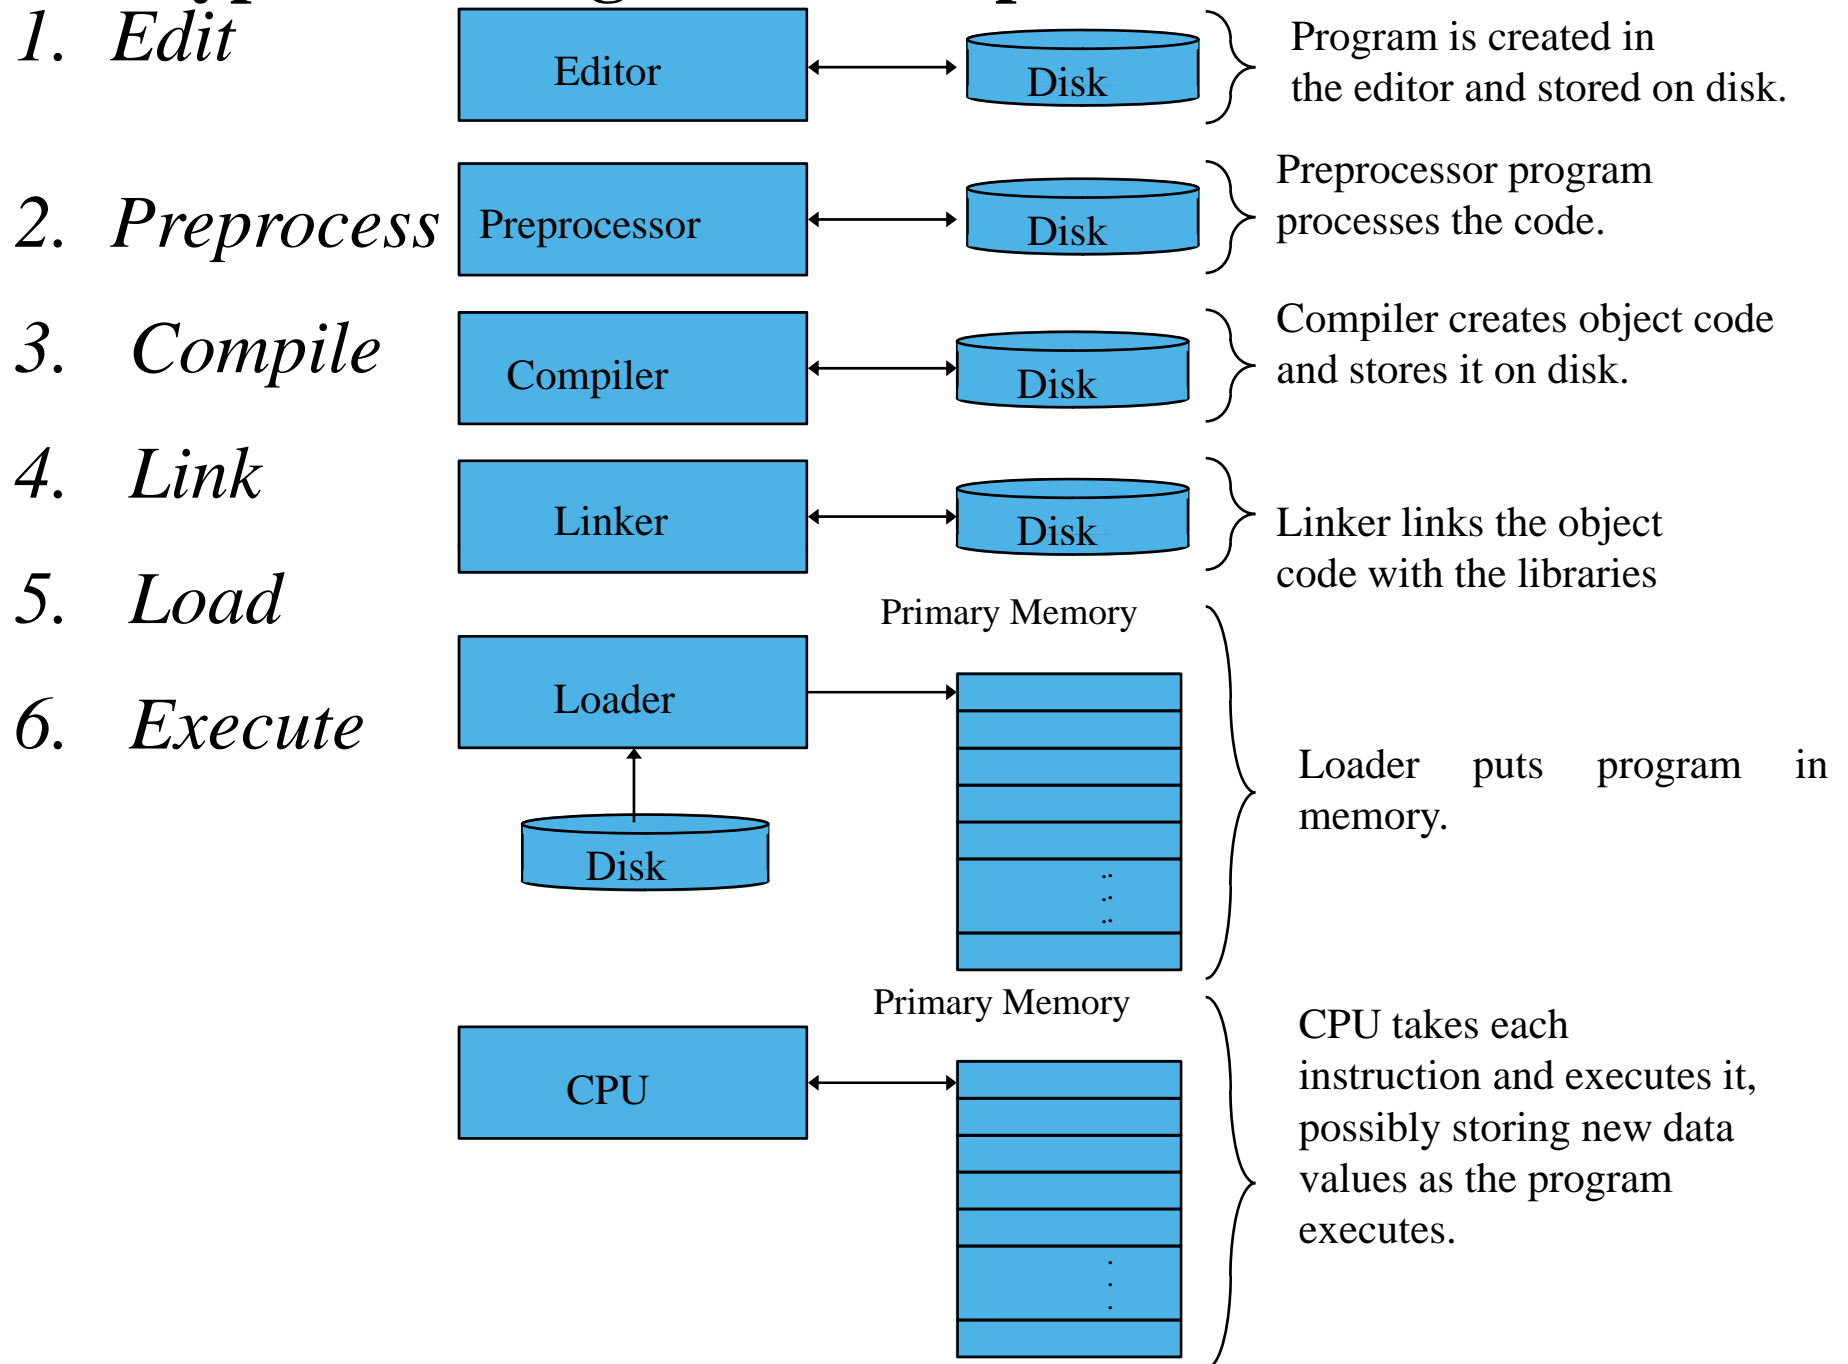 1. Edit
Editor
Disk
Program is created in
the editor and stored on disk.
2. Preprocess
Preprocessor
Disk
Preprocessor program
processes the code.
3. Compile
Compiler
Disk
Compiler creates object code
and stores it on disk.
4. Link
Linker
Disk
Linker links the object
code with the libraries
5. Load
Primary Memory
Loader
Disk
Loader puts program in
memory.
6. Execute
Primary Memory
CPU
CPU takes each
instruction and executes it,
possibly storing new data
values as the program
executes.